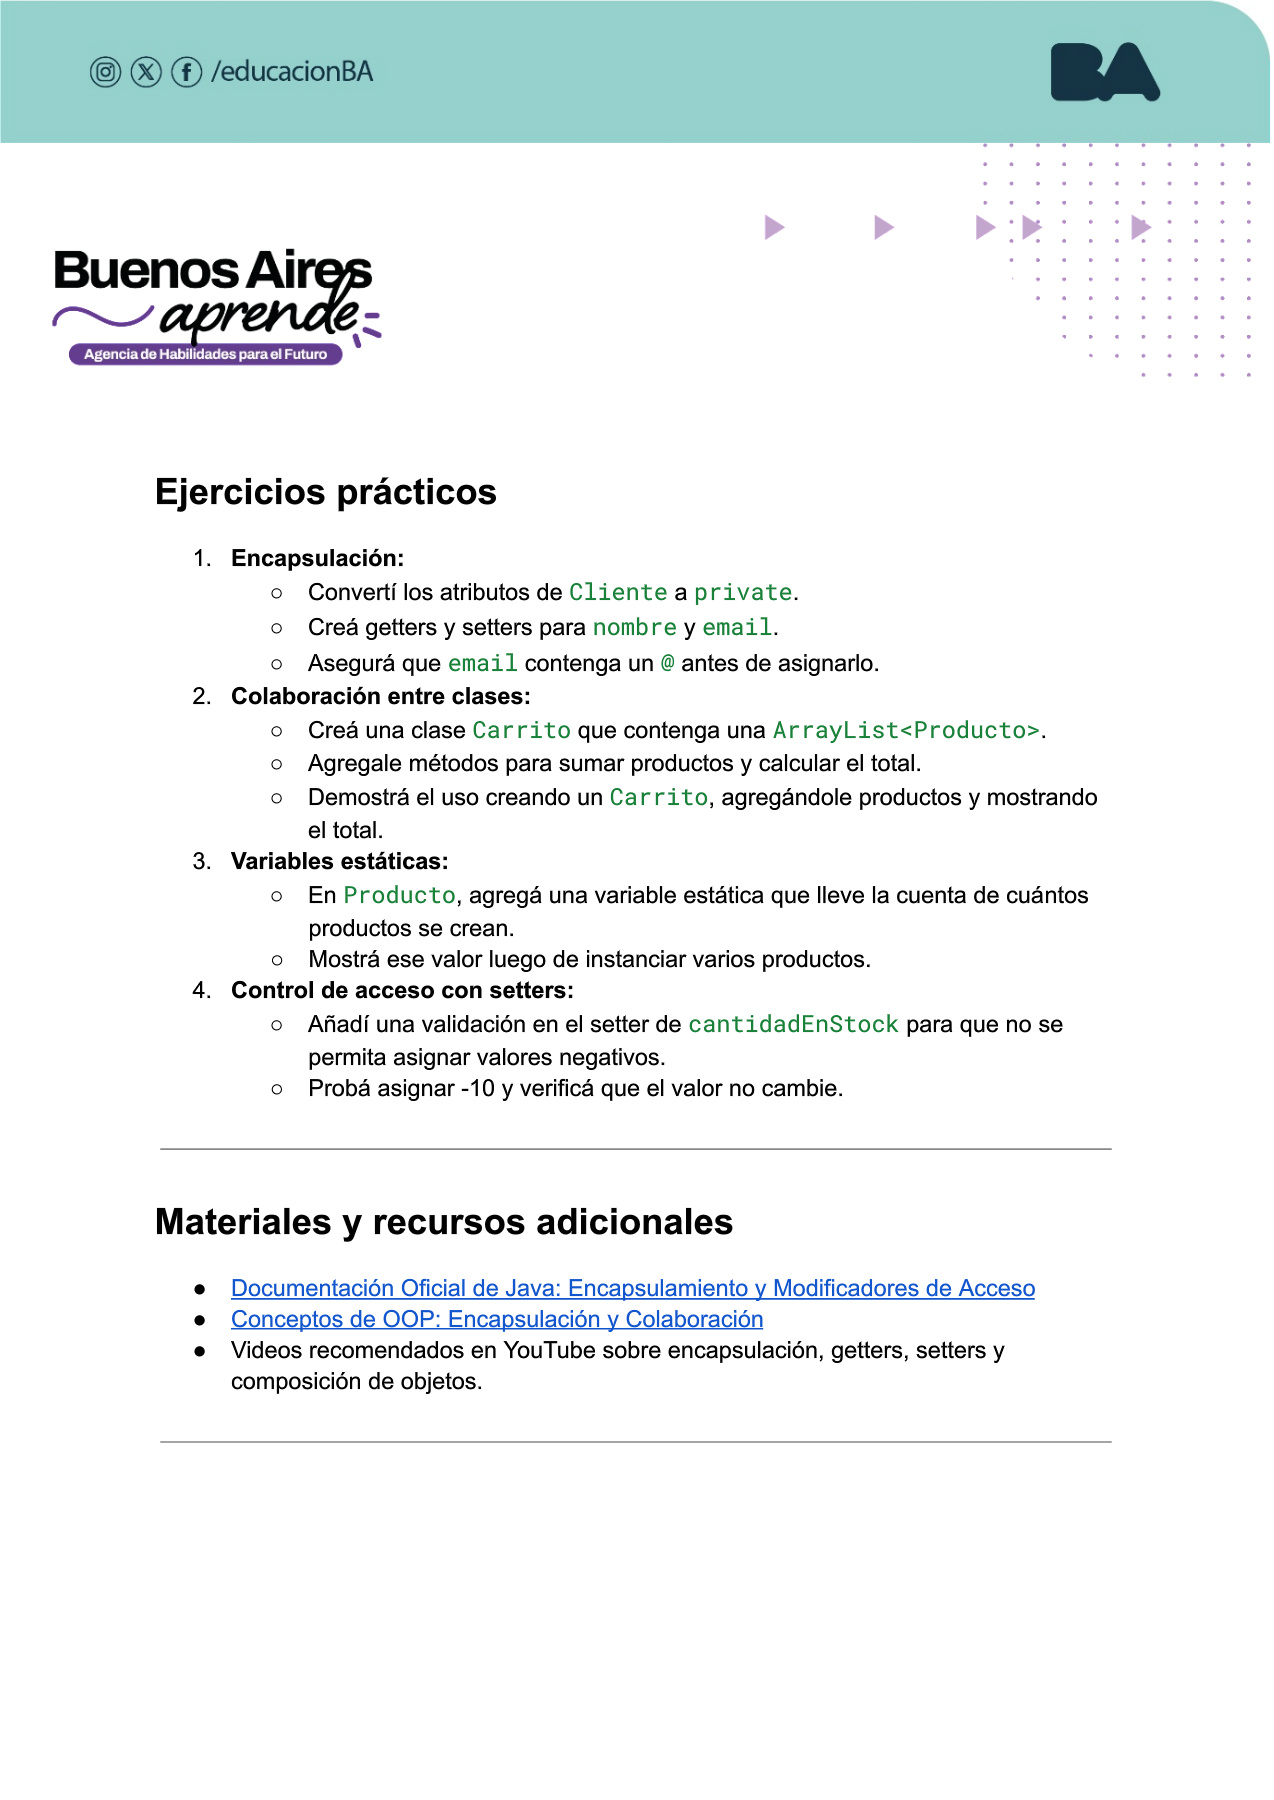 /educacionBA
BA
Buenos Aires
aprende
Agencia de Habilidades para el Futuro
Ejercicios prácticos
1. Encapsulación:
○ Convertí los atributos de Cliente a private.
○ Creá getters y setters para nombre y email.
○ Asegurá que email contenga un @ antes de asignarlo.
2. Colaboración entre clases:
○ Creá una clase Carrito que contenga una ArrayList<Producto>.
○ Agregale métodos para sumar productos y calcular el total.
○ Demostrá el uso creando un Carrito, agregándole productos y mostrando
el total.
3. Variables estáticas:
○ En Producto, agregá una variable estática que lleve la cuenta de cuántos
productos se crean.
○ Mostrá ese valor luego de instanciar varios productos.
4. Control de acceso con setters:
○ Añadí una validación en el setter de cantidadEnStock para que no se
permita asignar valores negativos.
○ Probá asignar -10 y verificá que el valor no cambie.
Materiales y recursos adicionales
● Documentación Oficial de Java: Encapsulamiento y Modificadores de Acceso
● Conceptos de OOP: Encapsulación y Colaboración
● Videos recomendados en YouTube sobre encapsulación, getters, setters y
composición de objetos.